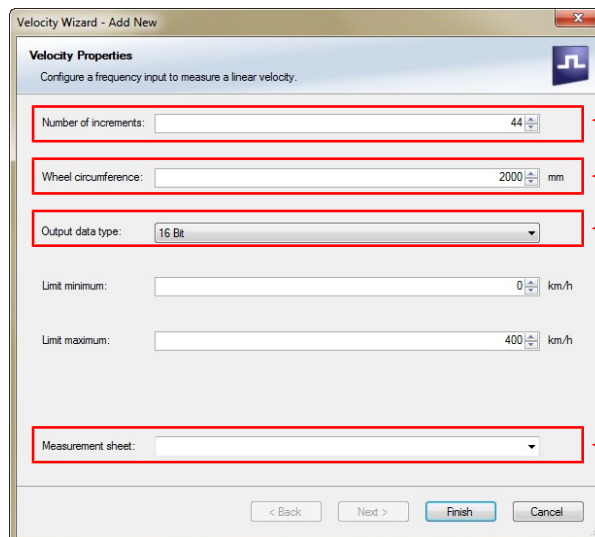 Velocity Wizard - Add New
Velocity Properties
Configure a frequency input to measure a linear velocity.
Number of increments: 44
Wheel circumference: 2000 mm
Output data type: 16 Bit
Limit minimum: 0 km/h
Limit maximum: 400 km/h
Measurement sheet:
< Back Next > Finish Cancel